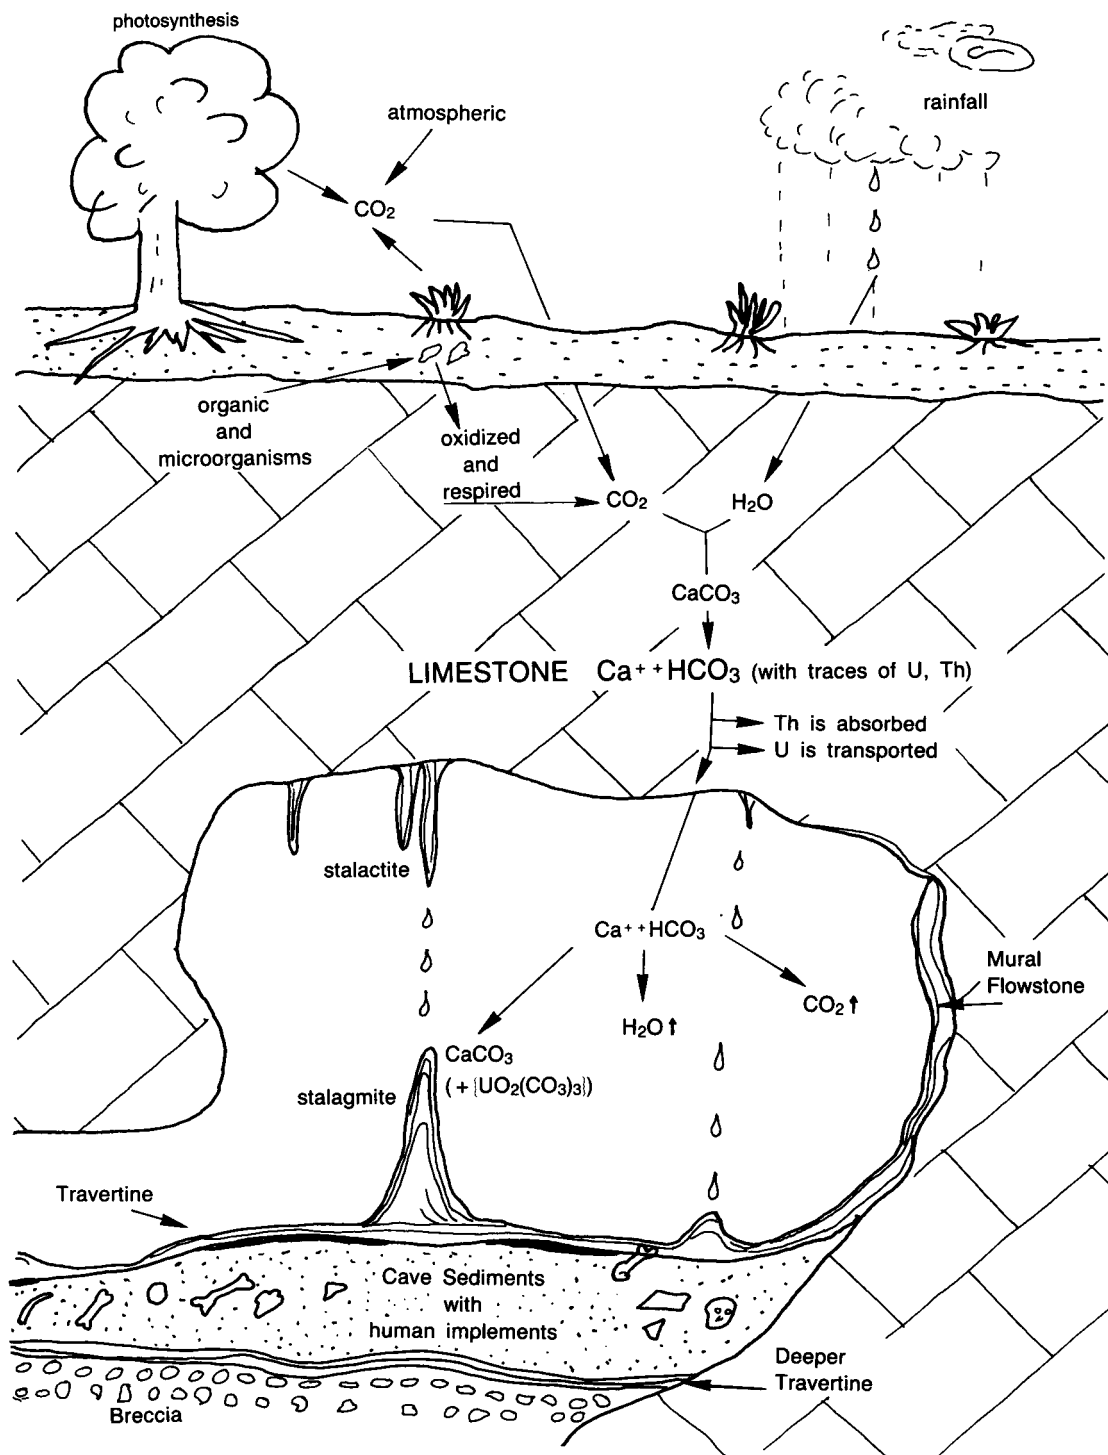 photosynthesis
rainfall
atmospheric
CO₂
organic
and
microorganisms
oxidized
and
respired
CO₂
H₂O
CaCO₃
LIMESTONE Ca⁺⁺HCO₃ (with traces of U, Th)
Th is absorbed
U is transported
stalactite
Ca⁺⁺HCO₃
Mural
Flowstone
CO₂↑
H₂O↑
CaCO₃
(+{UO₂(CO₃)₃})
stalagmite
Travertine
Cave Sediments
with
human implements
Deeper
Travertine
Breccia